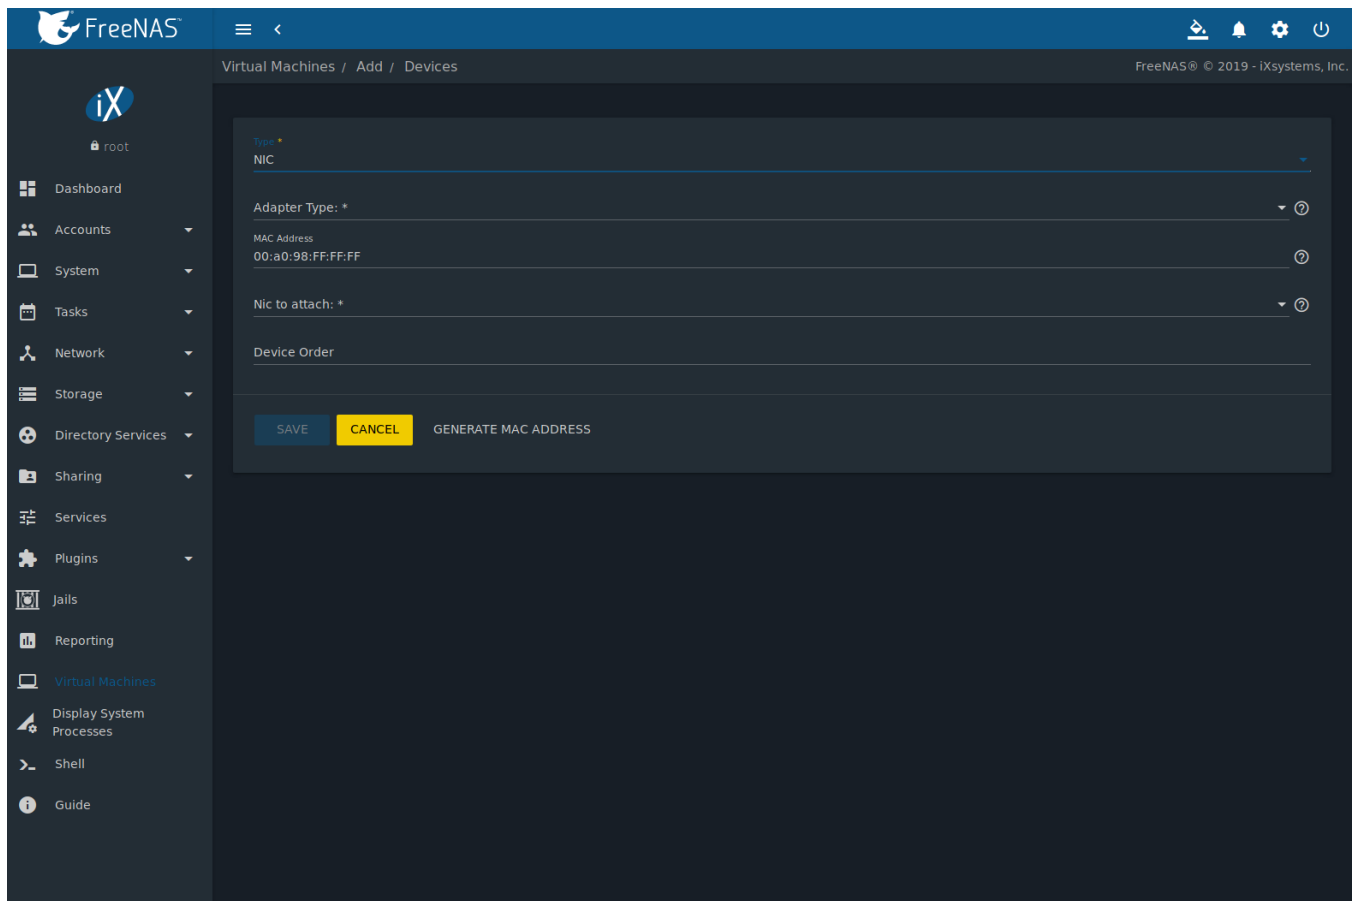 FreeNAS™
Virtual Machines / Add / Devices
FreeNAS® © 2019 - iXsystems, Inc.
iX
root
Dashboard
Accounts
System
Tasks
Network
Storage
Directory Services
Sharing
Services
Plugins
Jails
Reporting
Virtual Machines
Display System
Processes
Shell
Guide
Type *
NIC
Adapter Type: *
MAC Address
00:a0:98:FF:FF:FF
Nic to attach: *
Device Order
SAVE CANCEL GENERATE MAC ADDRESS